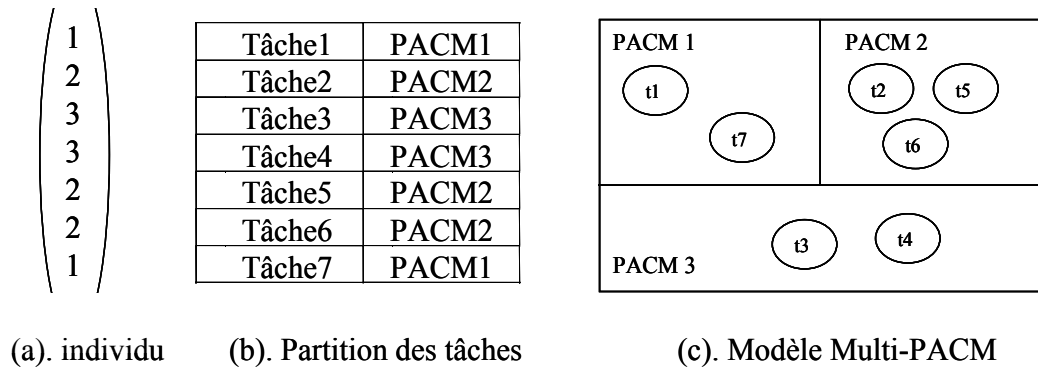 1
2
3
3
2
2
1
Tâche1 PACM1
Tâche2 PACM2
Tâche3 PACM3
Tâche4 PACM3
Tâche5 PACM2
Tâche6 PACM2
Tâche7 PACM1
PACM 1
t1
t7
PACM 2
t2 t5
t6
t3 t4
PACM 3
(a). individu
(b). Partition des tâches
(c). Modèle Multi-PACM